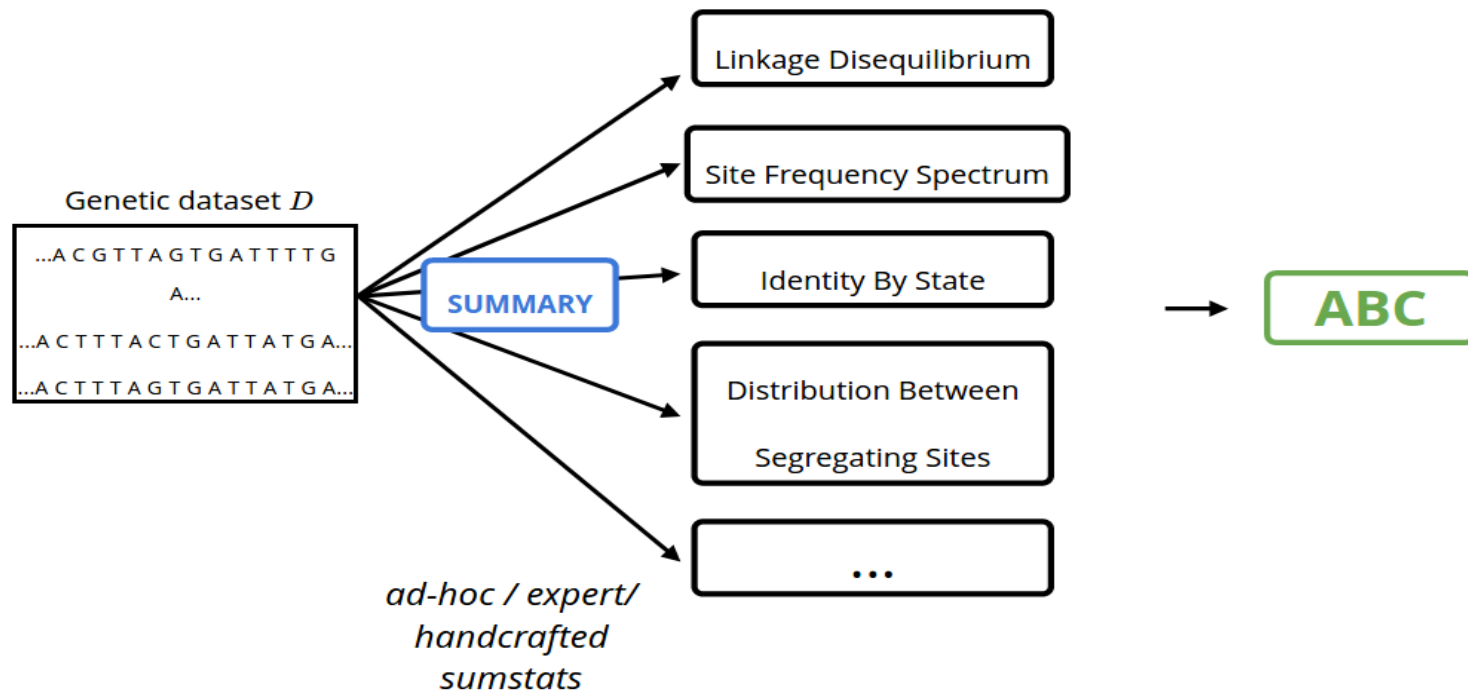 Genetic dataset D
...A C G T T A G T G A T T T T G
A...
...A C T T T A C T G A T T A T G A...
...A C T T T A G T G A T T A T G A...
SUMMARY
ad-hoc / expert/
handcrafted
sumstats
Linkage Disequilibrium
Site Frequency Spectrum
Identity By State
Distribution Between
Segregating Sites
...
ABC